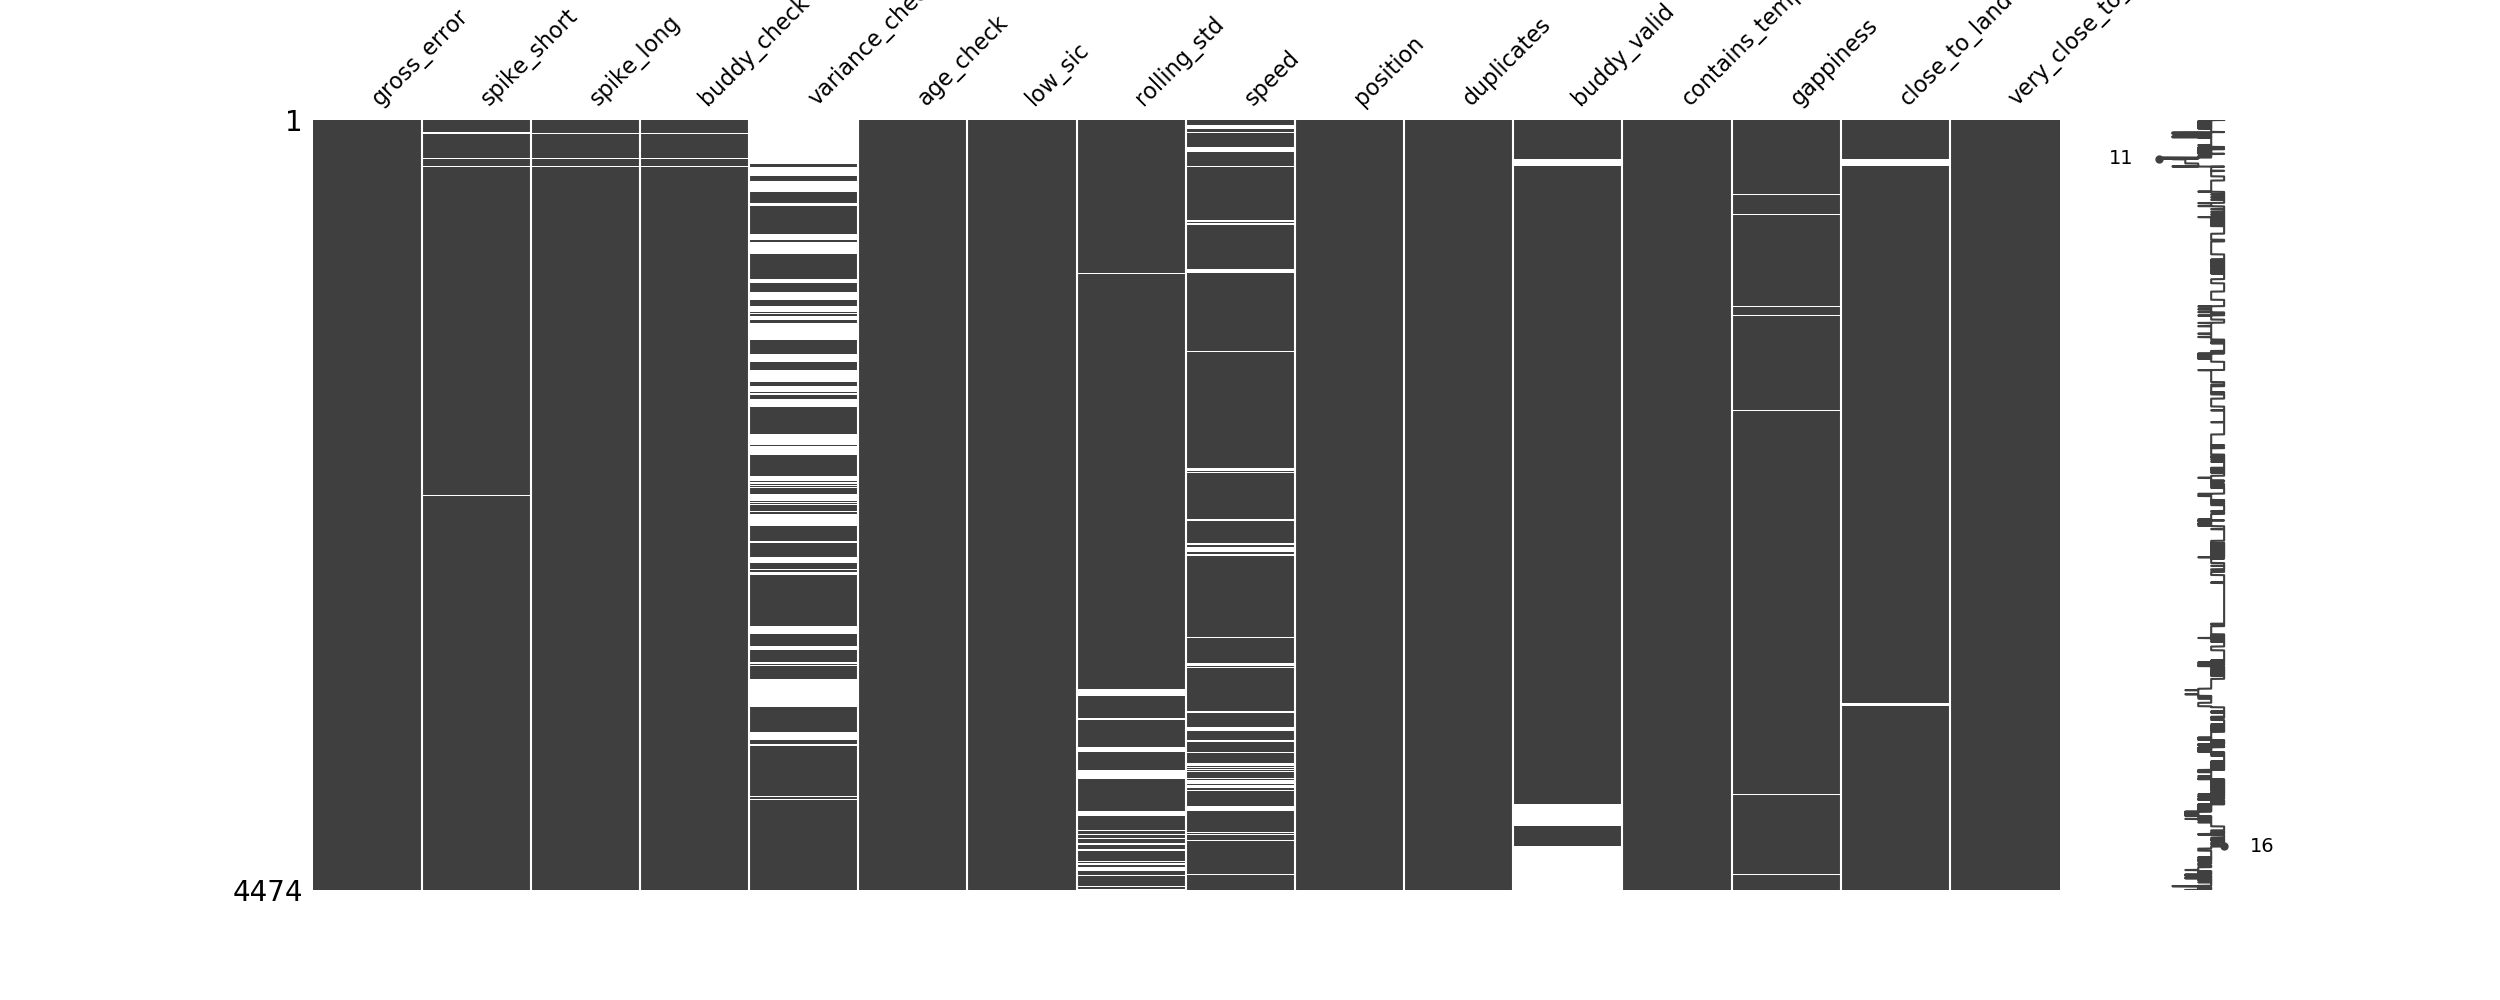 gross_error
spike_short
spike_long
buddy_check
age_check
low_sic
rolling_std
speed
position
duplicates
buddy_valid
gappiness
close_to_land
1
11
16
4474